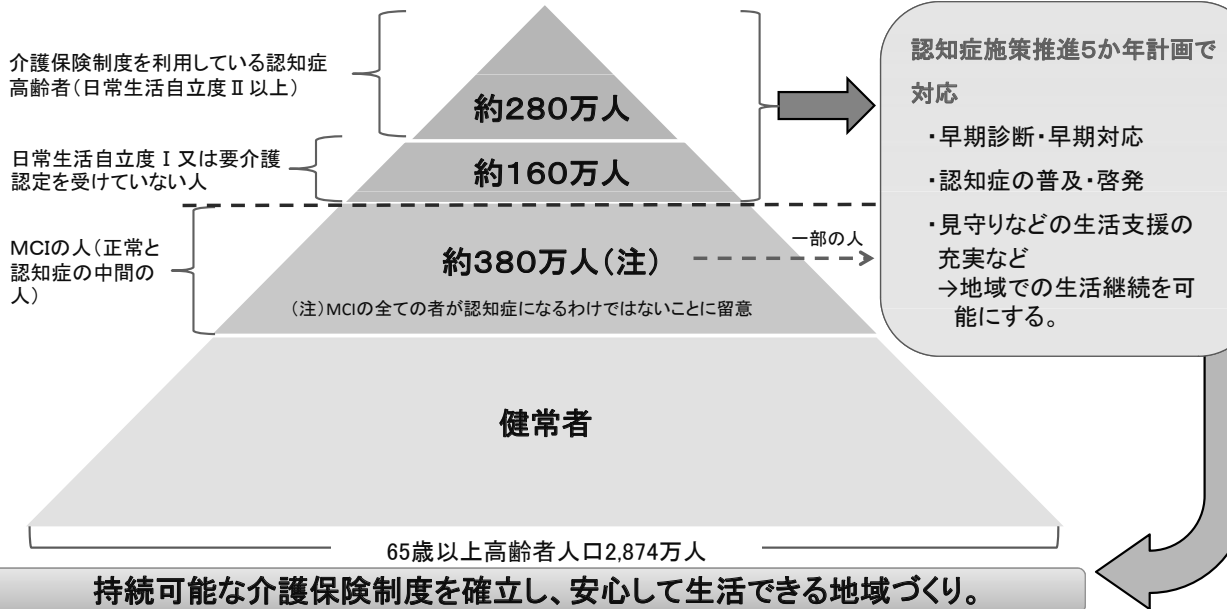 介護保険制度を利用している認知症
高齢者(日常生活自立度Ⅱ以上)
約280万人
日常生活自立度Ⅰ又は要介護
認定を受けていない人
約160万人
MCIの人(正常と
認知症の中間の
人)
約380万人(注)
一部の人
(注)MCIの全ての者が認知症になるわけではないことに留意
健常者
65歳以上高齢者人口2,874万人
認知症施策推進5か年計画で
対応
・早期診断・早期対応
・認知症の普及・啓発
・見守りなどの生活支援の
充実など
→地域での生活継続を可
能にする。
持続可能な介護保険制度を確立し、安心して生活できる地域づくり。